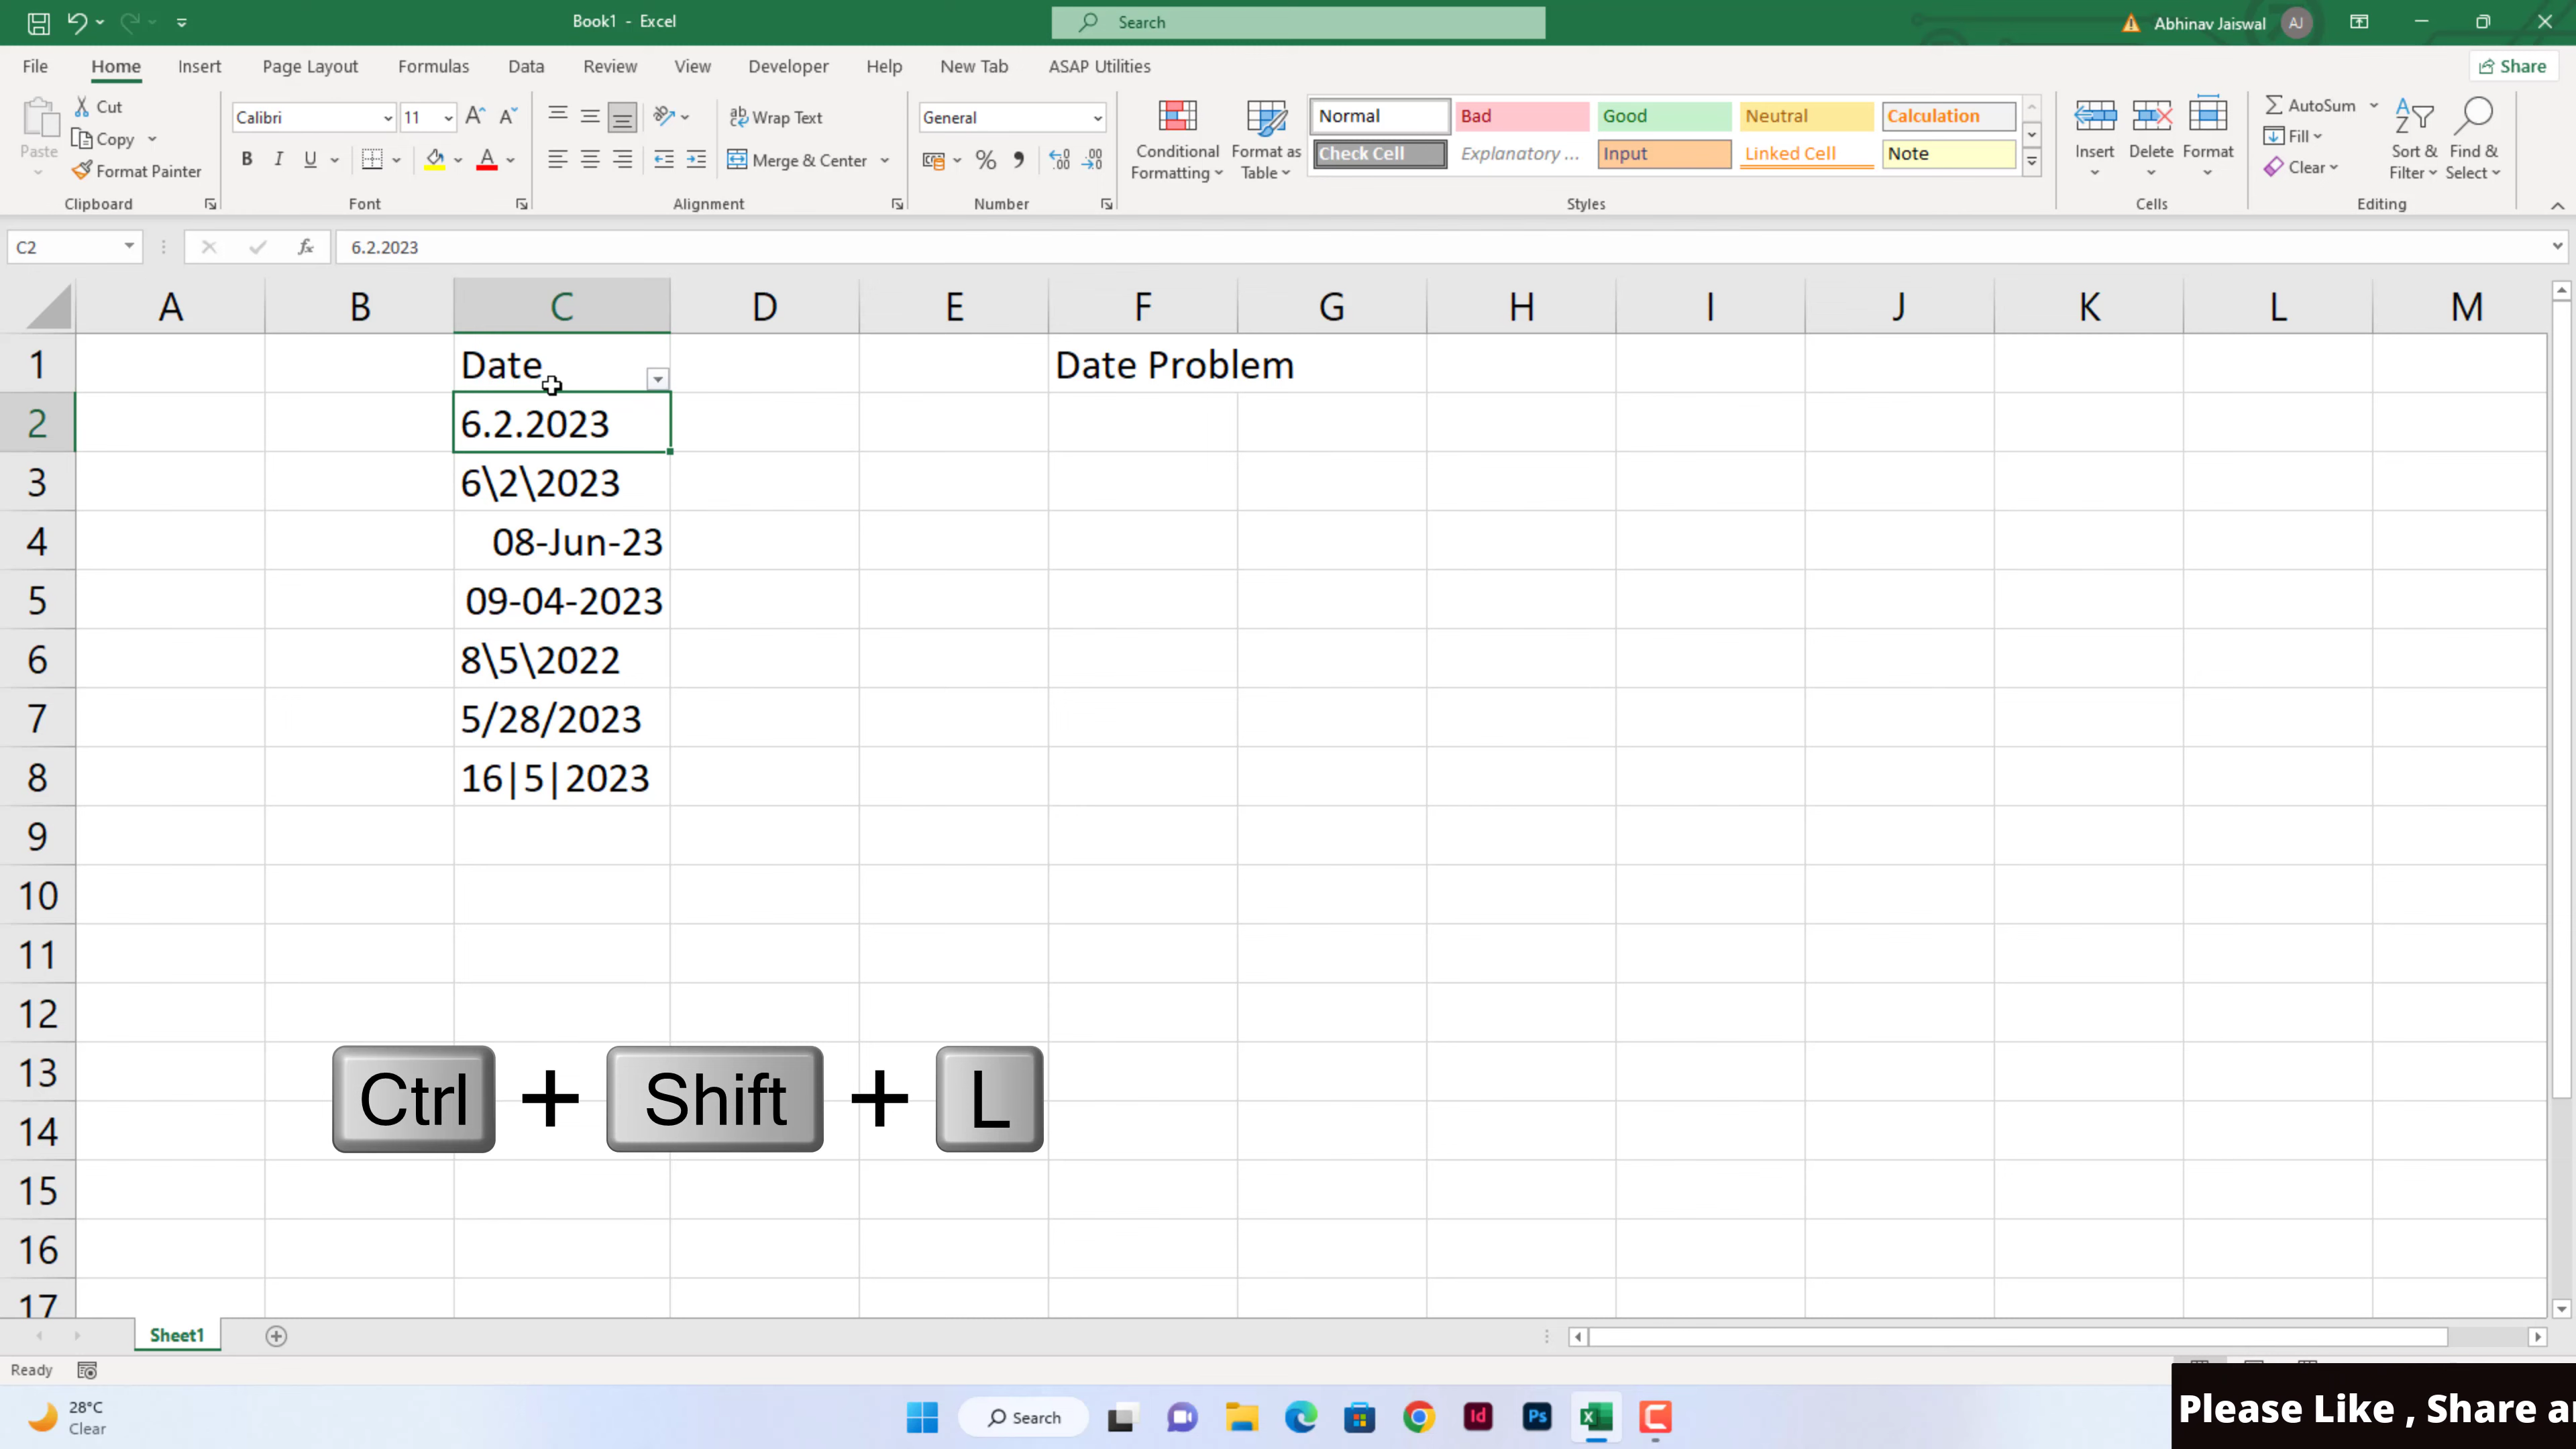 Book1 - Excel
Search
Abhinav Jaiswal
AJ
File Home Insert Page Layout Formulas Data Review View Developer Help New Tab ASAP Utilities
Share
Paste
Cut
Copy
Format Painter
Clipboard
Calibri 11
B I U
Font
Wrap Text
Merge & Center
Alignment
General
Number
Conditional Formatting
Format as Table
Normal Bad Good Neutral Calculation
Check Cell Explanatory ... Input Linked Cell Note
Styles
Insert Delete Format
Cells
AutoSum
Fill
Clear
Sort & Filter
Find & Select
Editing
C2
fx
6.2.2023
A B C D E F G H I J K L M
1 Date Date Problem
2 6.2.2023
3 6\2\2023
4 08-Jun-23
5 09-04-2023
6 8\5\2022
7 5/28/2023
8 16|5|2023
9
10
11
12
13
14
15
16
17
Ctrl + Shift + L
Sheet1
Ready
28°C
Clear
Search
Id
Ps
Please Like , Share